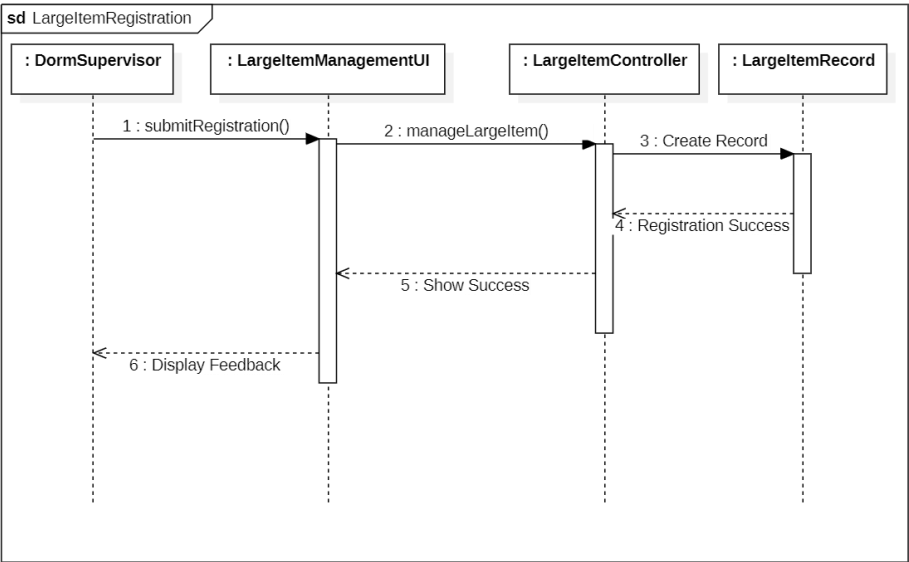 sd LargeItemRegistration
: DormSupervisor
: LargeItemManagementUI
: LargeItemController
: LargeItemRecord
1 : submitRegistration()
2 : manageLargeItem()
3 : Create Record
4 : Registration Success
5 : Show Success
6 : Display Feedback